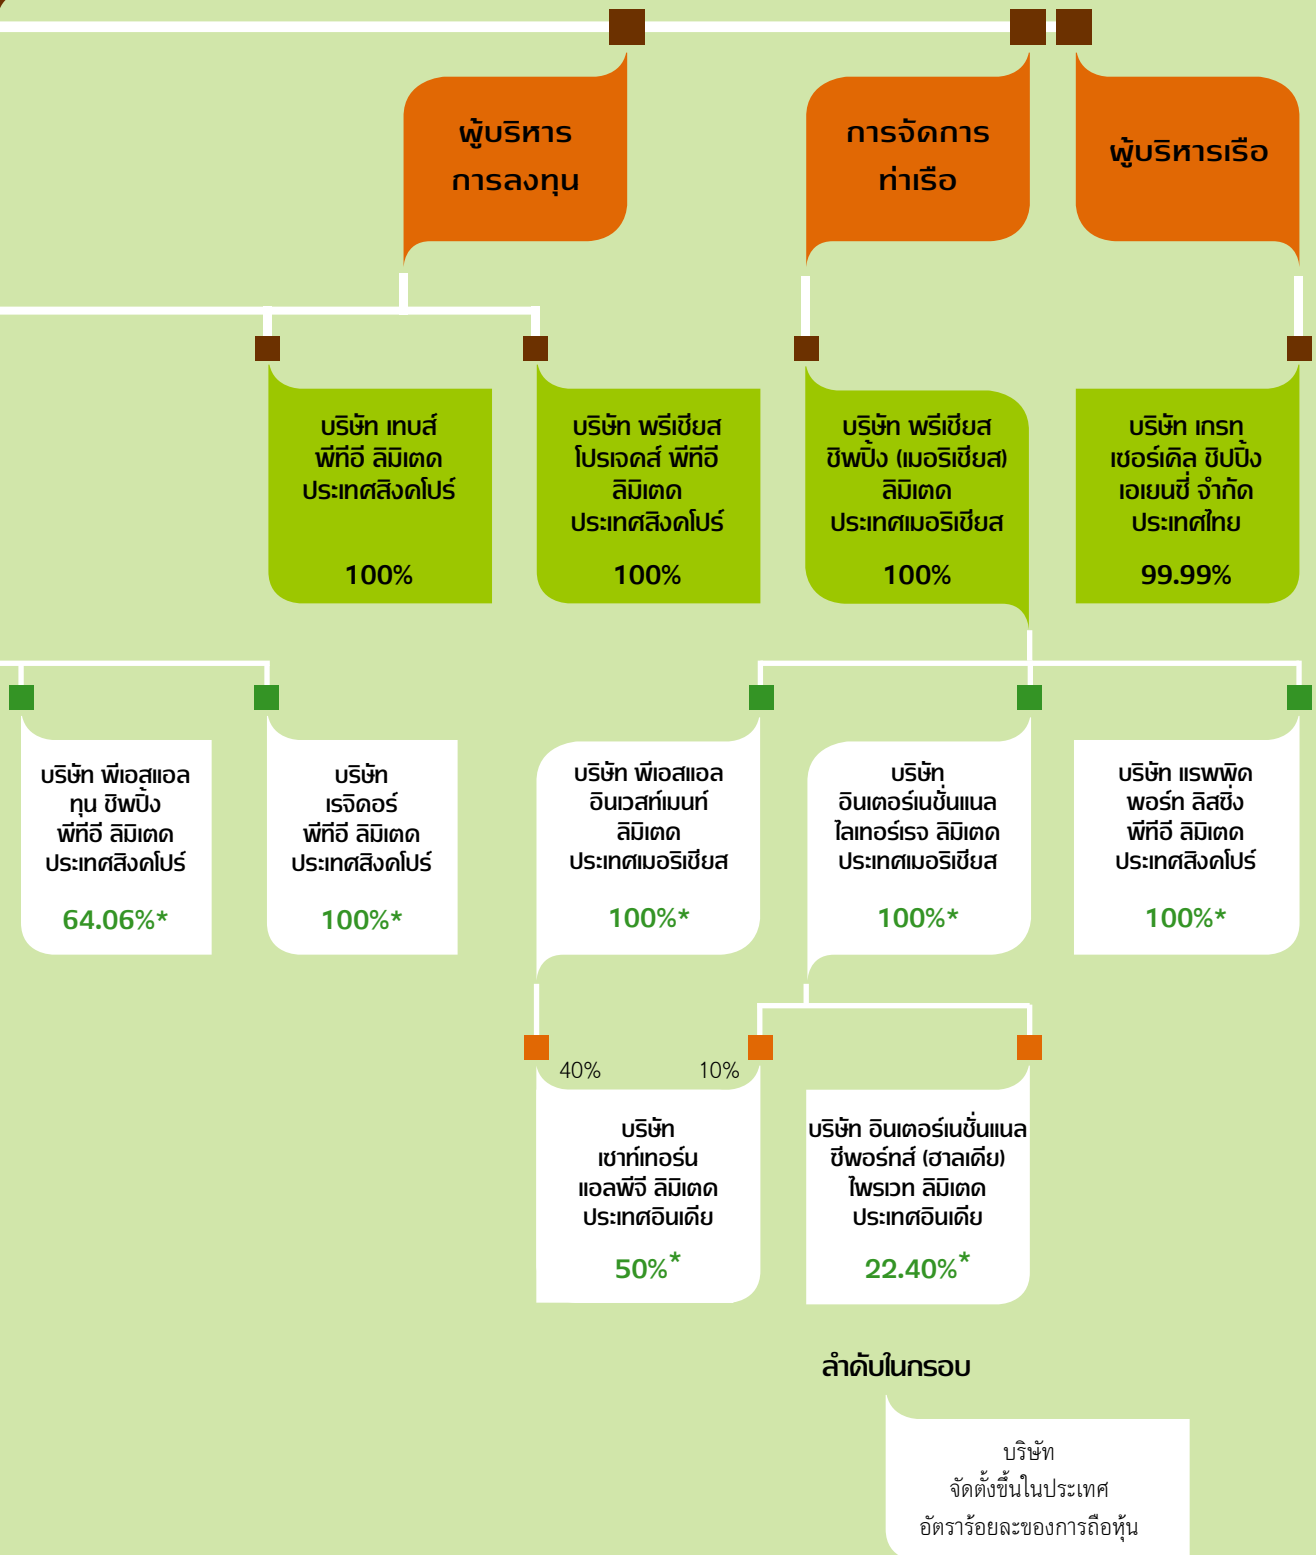 ผู้บริหาร
การลงทุน
การจัดการ
ท่าเรือ
ผู้บริหารเรือ
บริษัท เทบส์
พีทีอี ลิมิเตด
ประเทศสิงคโปร์
100%
บริษัท พรีเชียส
โปรเจคส์ พีทีอี
ลิมิเตด
ประเทศสิงคโปร์
100%
บริษัท พรีเชียส
ชิพปิ้ง (เมอริเชียส)
ลิมิเตด
ประเทศเมอริเชียส
100%
บริษัท เกรท
เซอร์เคิล ชิปปิ้ง
เอเยนซี่ จำกัด
ประเทศไทย
99.99%
บริษัท พีเอสแอล
ทุน ชิพปิ้ง
พีทีอี ลิมิเตด
ประเทศสิงคโปร์
64.06%*
บริษัท
เรจิดอร์
พีทีอี ลิมิเตด
ประเทศสิงคโปร์
100%*
บริษัท พีเอสแอล
อินเวสท์เมนท์
ลิมิเตด
ประเทศเมอริเชียส
100%*
บริษัท
อินเตอร์เนชั่นแนล
ไลเทอร์เรจ ลิมิเตด
ประเทศเมอริเชียส
100%*
บริษัท แรพพิด
พอร์ท ลิสซิ่ง
พีทีอี ลิมิเตด
ประเทศสิงคโปร์
100%*
40%
10%
บริษัท
เซาท์เทอร์น
แอลพีจี ลิมิเตด
ประเทศอินเดีย
50%*
บริษัท อินเตอร์เนชั่นแนล
ซีพอร์ทส์ (ฮาลเดีย)
ไพรเวท ลิมิเตด
ประเทศอินเดีย
22.40%*
ลำดับในกรอบ
บริษัท
จัดตั้งขึ้นในประเทศ
อัตราร้อยละของการถือหุ้น